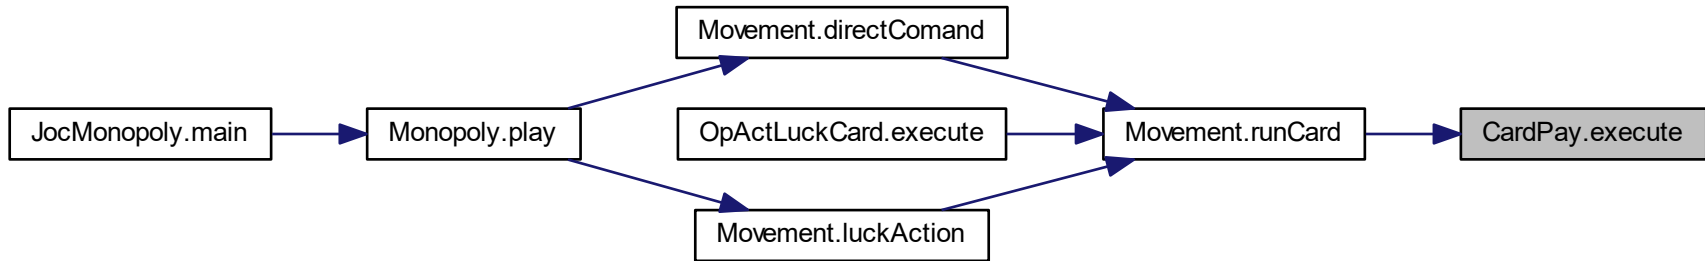 Movement.directComand
JocMonopoly.main
Monopoly.play
OpActLuckCard.execute
Movement.runCard
CardPay.execute
Movement.luckAction